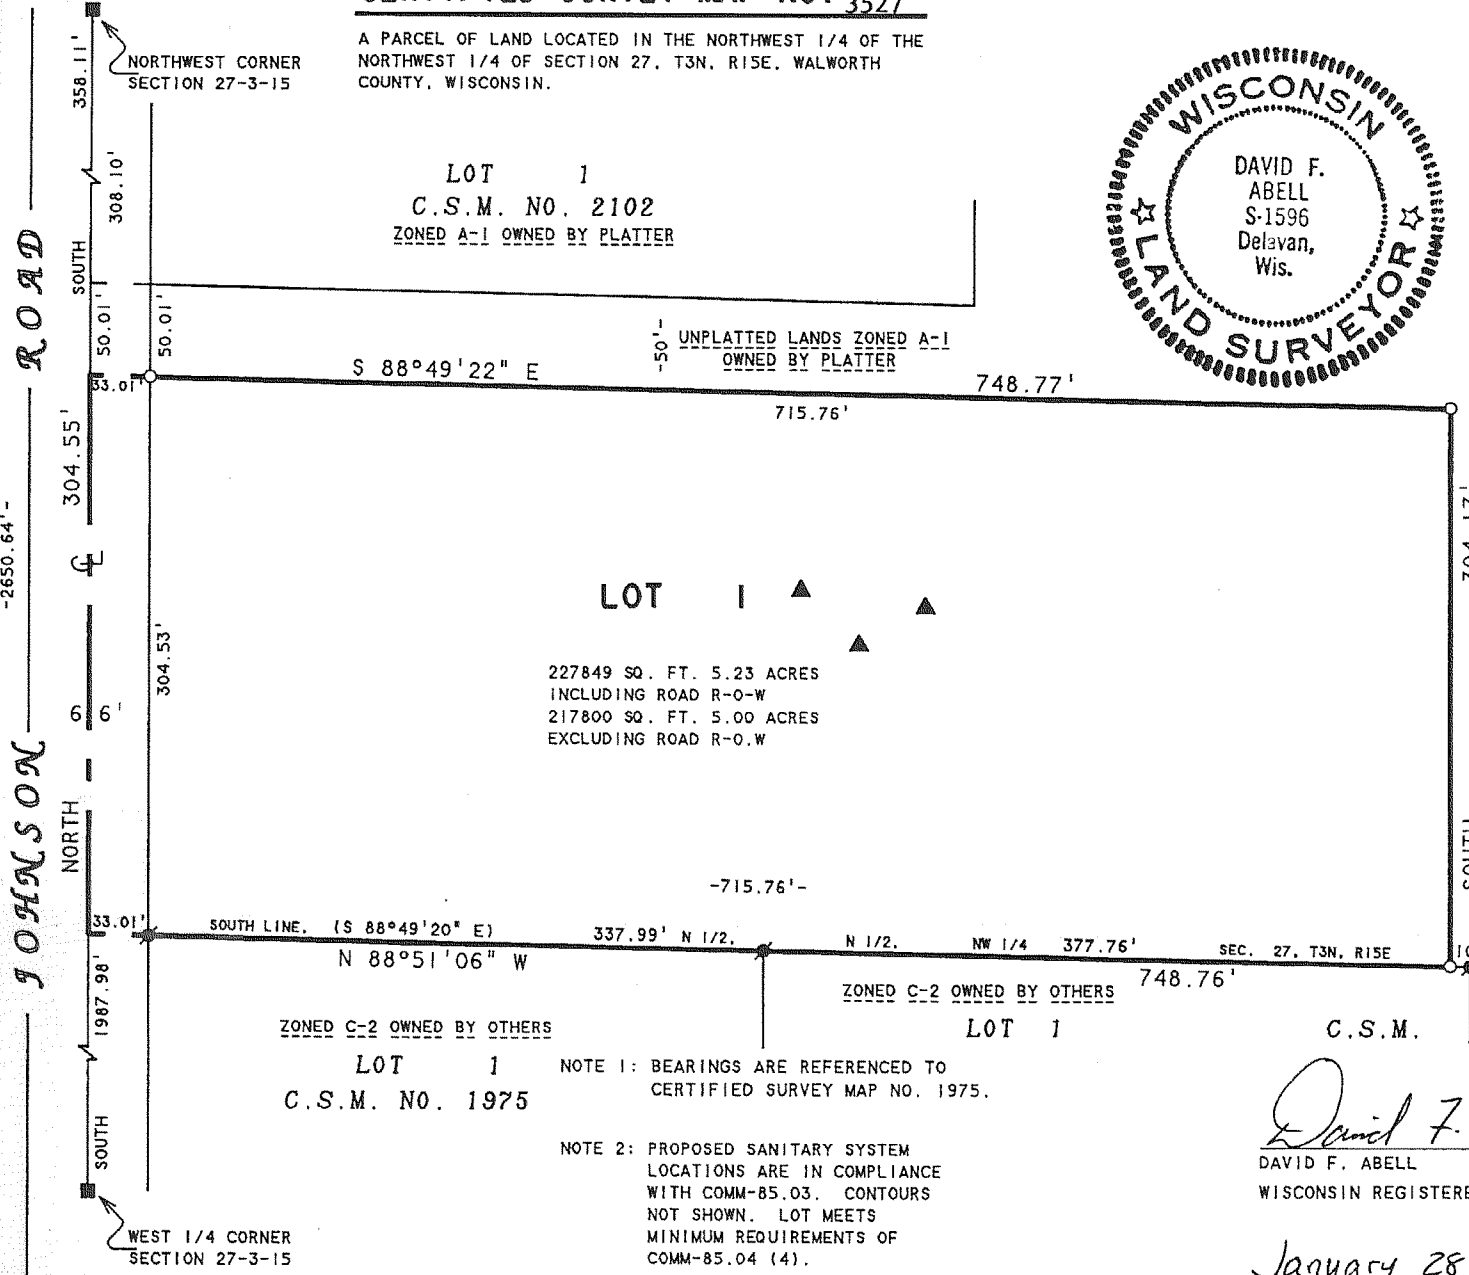 CERTIFIED SURVEY MAP NO. 3527
A PARCEL OF LAND LOCATED IN THE NORTHWEST 1/4 OF THE
NORTHWEST 1/4 OF SECTION 27, T3N, R15E, WALWORTH
COUNTY, WISCONSIN.
NORTHWEST CORNER
SECTION 27-3-15
358.11'
308.10'
SOUTH
LOT 1
C.S.M. NO. 2102
ZONED A-1 OWNED BY PLATTER
WISCONSIN
LAND SURVEYOR
DAVID F.
ABELL
S-1596
Delavan,
Wis.
50.01'
50.01'
-50'-
UNPLATTED LANDS ZONED A-1
OWNED BY PLATTER
S 88°49'22" E
748.77'
33.01'
715.76'
JOHNSON ROAD
-2650.64'-
304.55'
304.53'
66'
NORTH
LOT 1
227849 SQ. FT. 5.23 ACRES
INCLUDING ROAD R-O-W
217800 SQ. FT. 5.00 ACRES
EXCLUDING ROAD R-O.W
-715.76'-
33.01'
SOUTH LINE, (S 88°49'20" E) 337.99' N 1/2, N 1/2, NW 1/4 377.76' SEC. 27, T3N, R15E
N 88°51'06" W
748.76'
1987.98'
SOUTH
ZONED C-2 OWNED BY OTHERS
LOT 1
C.S.M. NO. 1975
ZONED C-2 OWNED BY OTHERS
LOT 1 C.S.M.
NOTE 1: BEARINGS ARE REFERENCED TO
CERTIFIED SURVEY MAP NO. 1975.
NOTE 2: PROPOSED SANITARY SYSTEM
LOCATIONS ARE IN COMPLIANCE
WITH COMM-85.03. CONTOURS
NOT SHOWN. LOT MEETS
MINIMUM REQUIREMENTS OF
COMM-85.04 (4).
David F.
DAVID F. ABELL
WISCONSIN REGISTERE
January 28
WEST 1/4 CORNER
SECTION 27-3-15